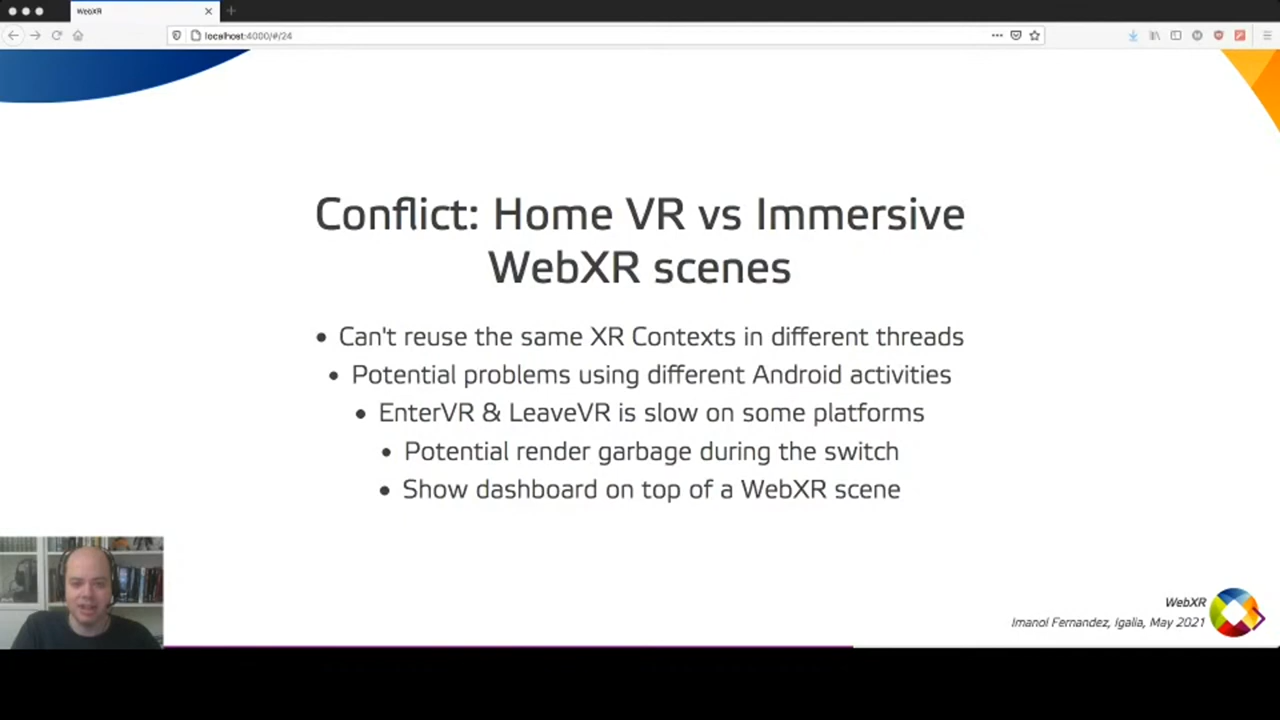 WebXR
localhost:4000/#/24
Conflict: Home VR vs Immersive
WebXR scenes
• Can't reuse the same XR Contexts in different threads
• Potential problems using different Android activities
• EnterVR & LeaveVR is slow on some platforms
• Potential render garbage during the switch
• Show dashboard on top of a WebXR scene
WebXR
Imanol Fernandez, Igalia, May 2021